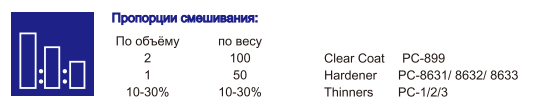 Пропорции смешивания:
По объёму по весу
2 100 Clear Coat PC-899
1 50 Hardener PC-8631/ 8632/ 8633
10-30% 10-30% Thinners PC-1/2/3